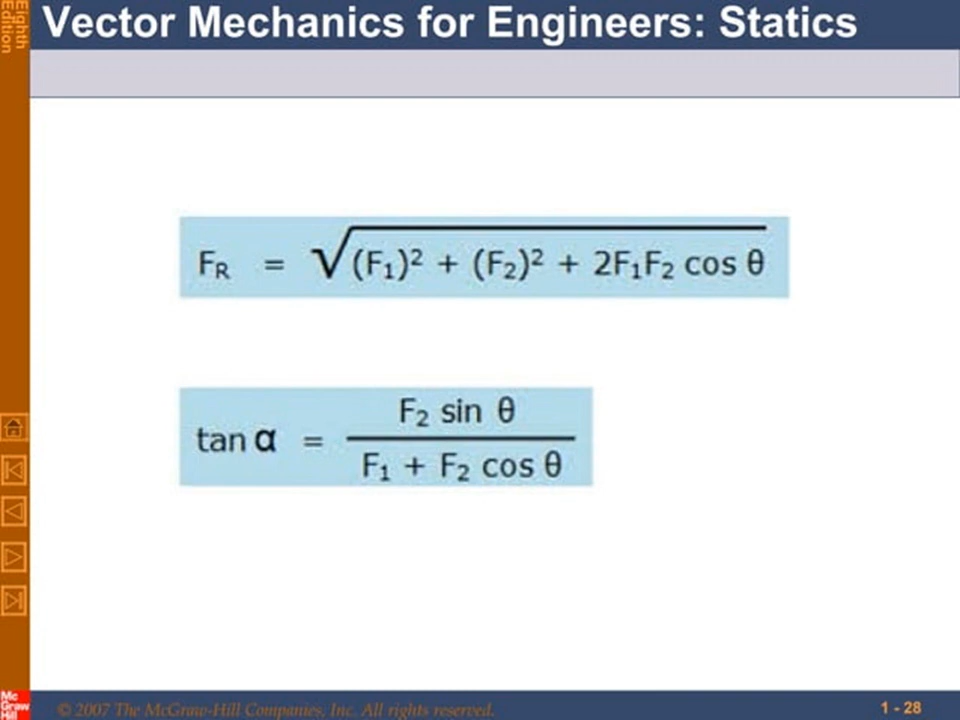 Eighth
Edition
Vector Mechanics for Engineers: Statics
F_R = √(F₁)² + (F₂)² + 2F₁F₂ cos θ
tan α = F₂ sin θ
F₁ + F₂ cos θ
Mc
Graw
Hill
© 2007 The McGraw-Hill Companies, Inc. All rights reserved.
1 - 28